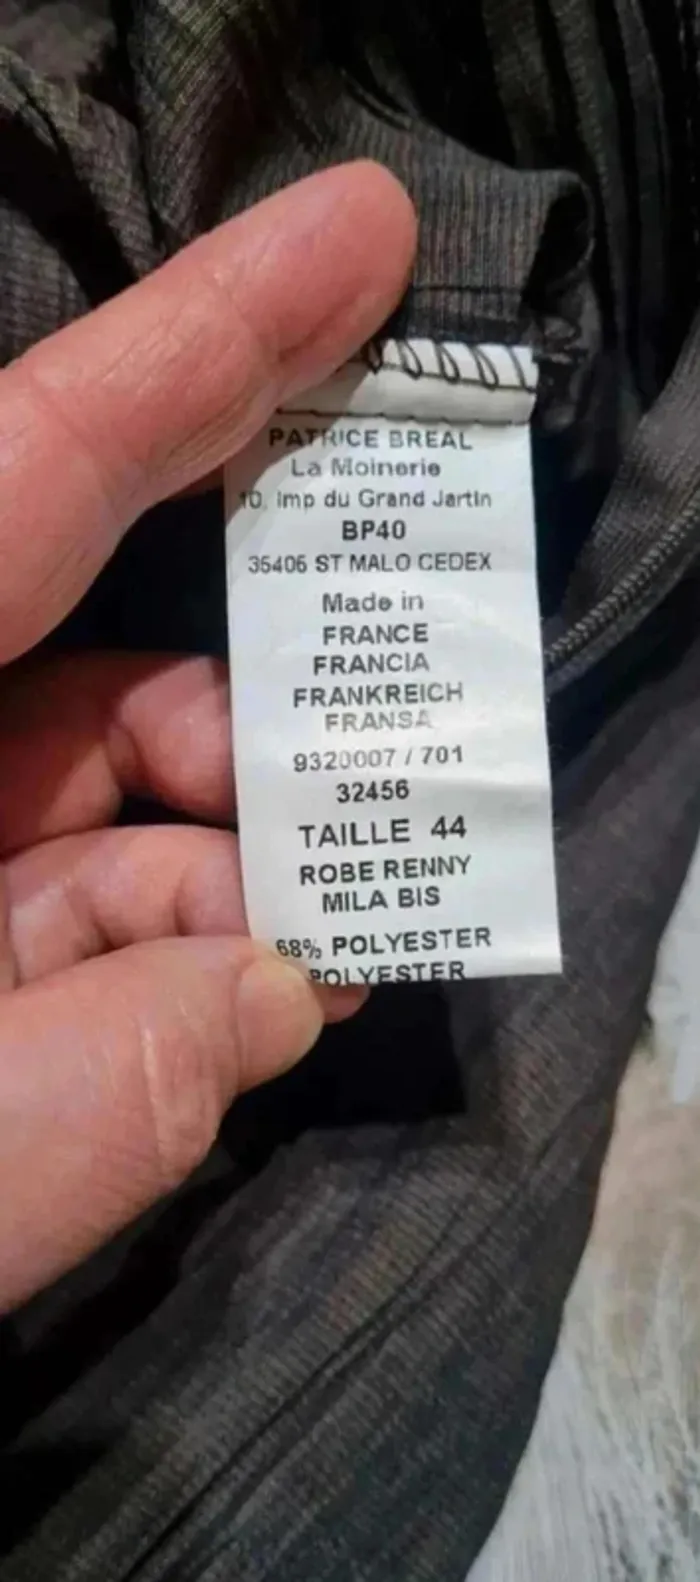 PATRICE BREAL
La Moinerie
10, imp du Grand Jartin
BP40
35406 ST MALO CEDEX
Made in
FRANCE
FRANCIA
FRANKREICH
FRANSA
9320007 / 701
32456
TAILLE 44
ROBE RENNY
MILA BIS
68% POLYESTER
POLYESTER